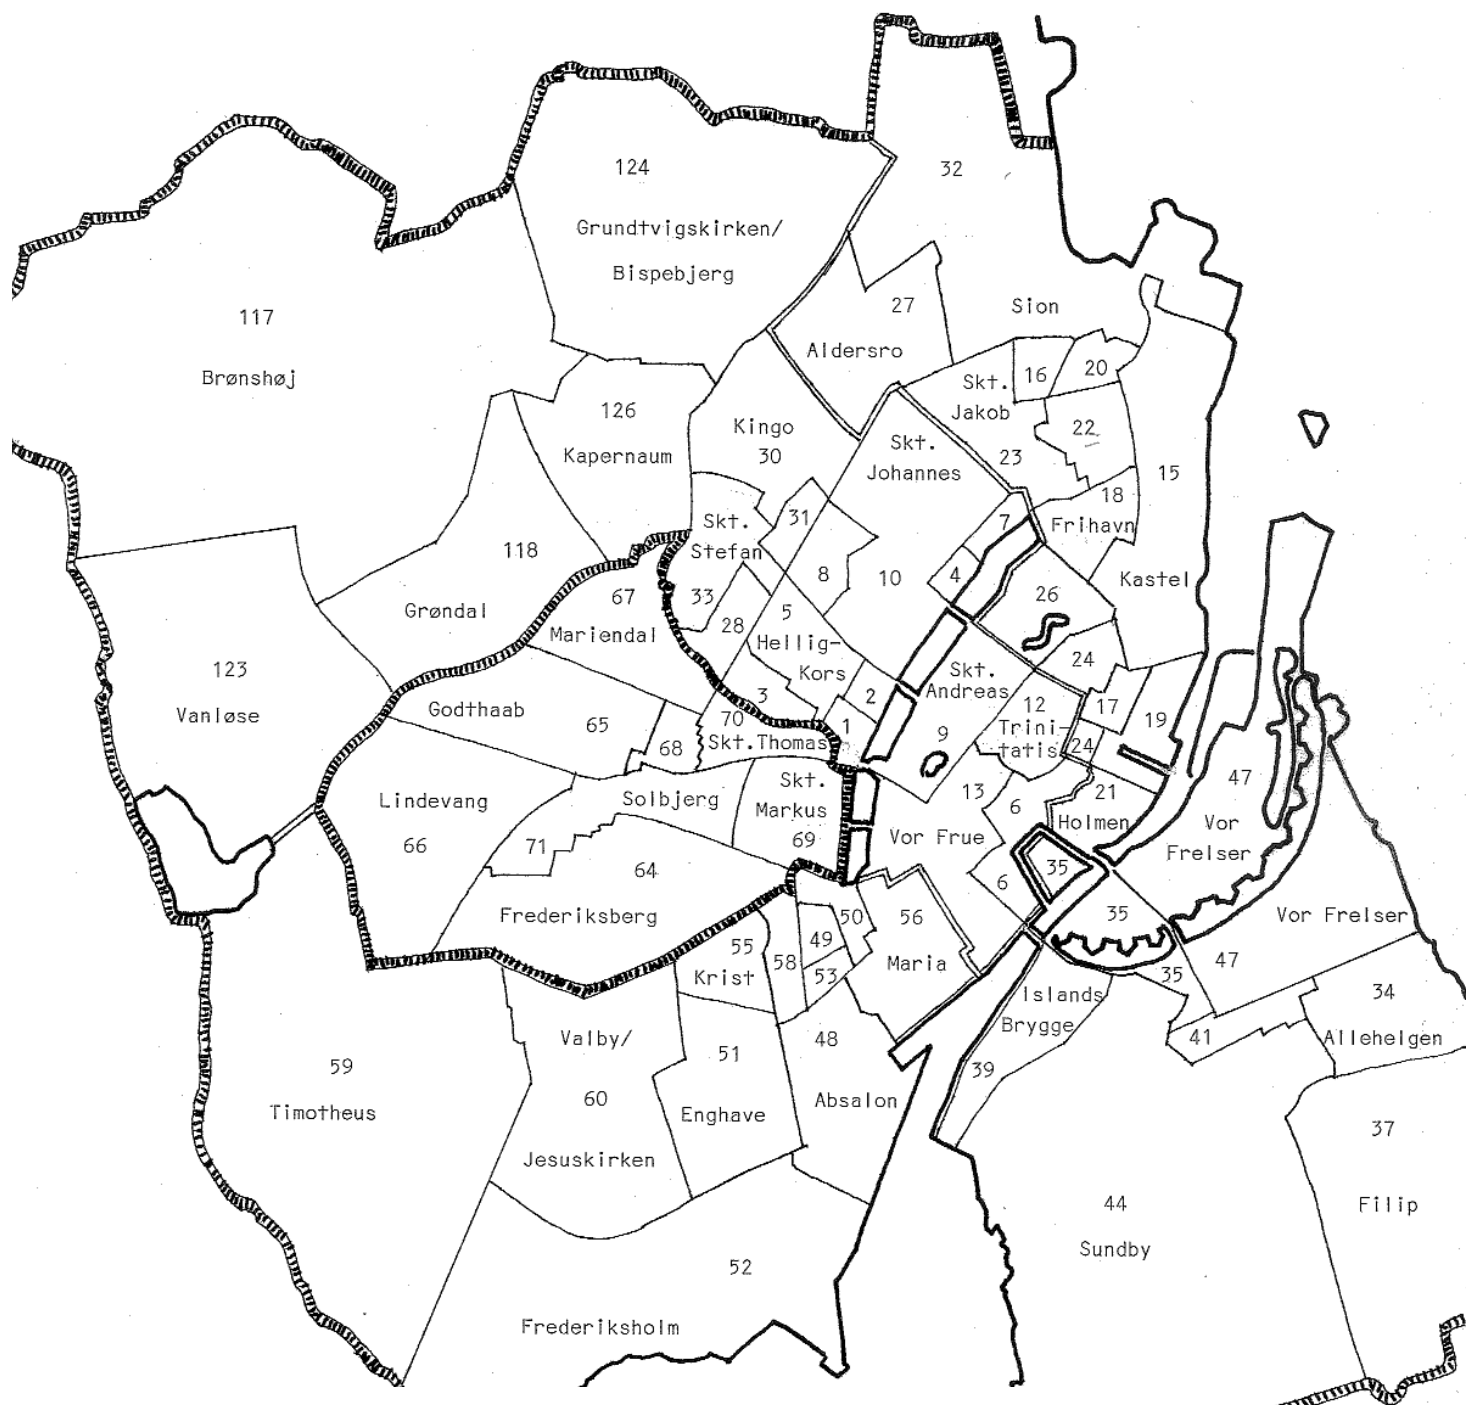 124
32
Grundtvigskirken/
Bispebjerg
117
27
Sion
Brønshøj
Aldersro
16
20
Skt.
Jakob
126
Kingo
22
Kapernaum
30
Skt.
Johannes
23
15
18
Skt.
Stefan
31
7
Frihavn
118
8
10
4
Kastel
67
33
5
26
Grøndal
Mariendal
28
Hellig-
Kors
24
123
Skt.
Andreas
Vanløse
Godthaab
65
3
2
12
17
70
1
Trini-
tatis
19
68
Skt.Thomas
9
24
Lindevang
Solbjerg
Skt.
Markus
13
6
21
47
66
71
69
Vor Frue
Holmen
Vor
Frelser
64
35
6
Frederiksberg
50
56
35
Vor Frelser
55
49
58
Krist
53
Maria
35
47
Islands
Brygge
34
Valby/
51
48
41
Allehelgen
59
60
39
Timotheus
Enghave
Absalon
37
Jesuskirken
44
Filip
Sundby
52
Frederiksholm